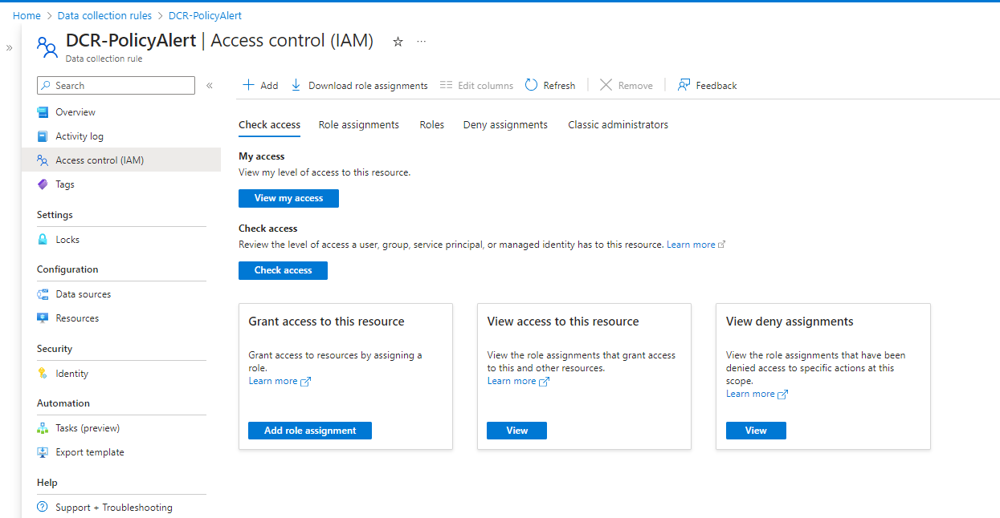 Home > Data collection rules > DCR-PolicyAlert
»
DCR-PolicyAlert | Access control (IAM) ☆ ···
Data collection rule
Search «
Overview
Activity log
Access control (IAM)
Tags
Settings
Locks
Configuration
Data sources
Resources
Security
Identity
Automation
Tasks (preview)
Export template
Help
Support + Troubleshooting
Add Download role assignments Edit columns Refresh Remove Feedback
Check access Role assignments Roles Deny assignments Classic administrators
My access
View my level of access to this resource.
View my access
Check access
Review the level of access a user, group, service principal, or managed identity has to this resource. Learn more
Check access
Grant access to this resource
Grant access to resources by assigning a
role.
Learn more
Add role assignment
View access to this resource
View the role assignments that grant access
to this and other resources.
Learn more
View
View deny assignments
View the role assignments that have been
denied access to specific actions at this
scope.
Learn more
View